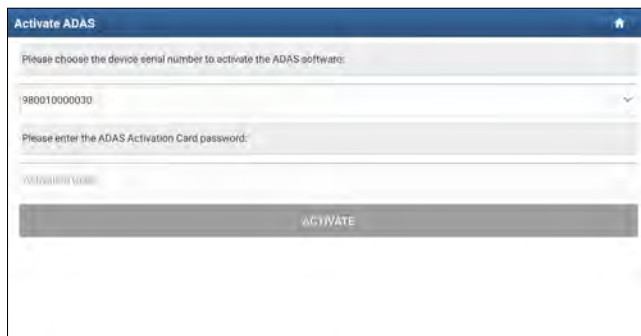 Activate ADAS
Please choose the device serial number to activate the ADAS software:
980010000030
Please enter the ADAS Activation Card password:
ACTIVATE